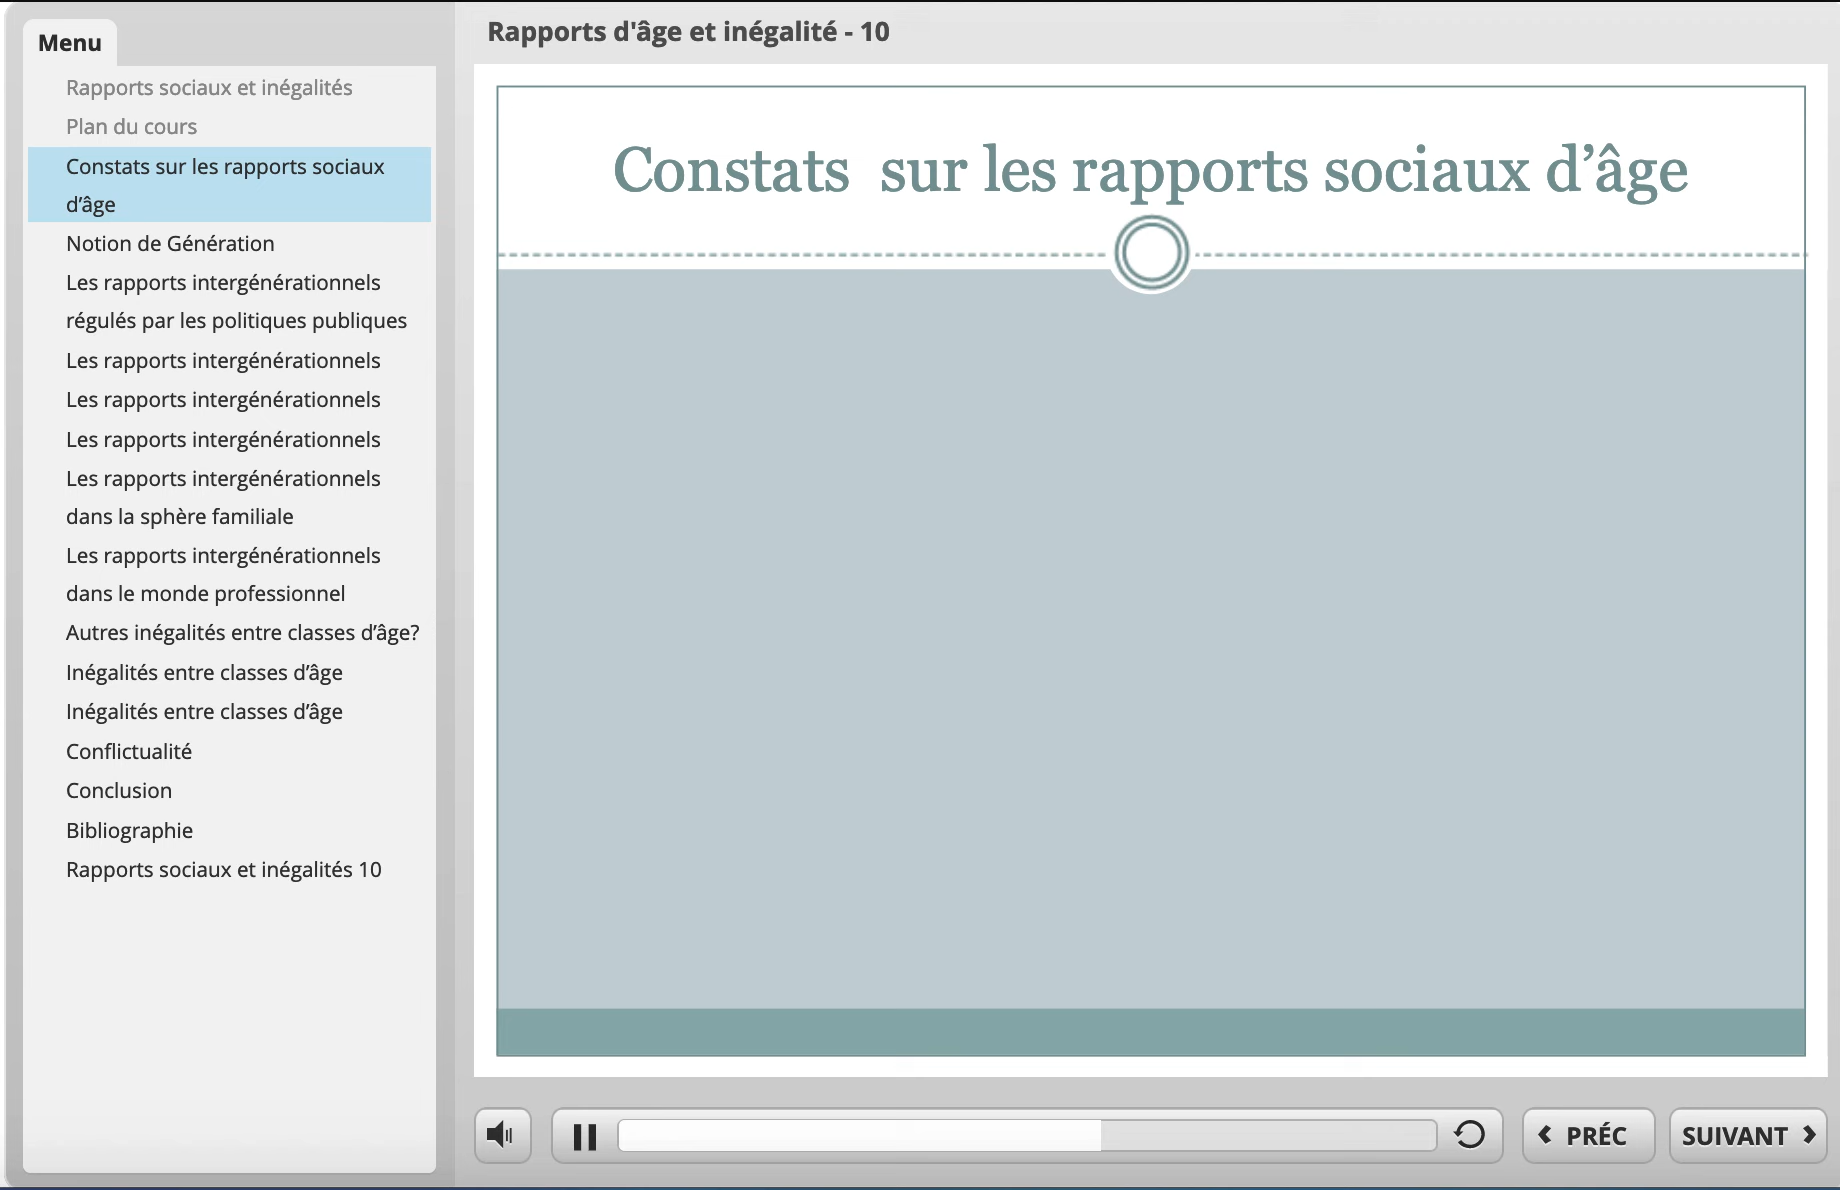 Menu
Rapports sociaux et inégalités
Plan du cours
Constats sur les rapports sociaux
d’âge
Notion de Génération
Les rapports intergénérationnels
régulés par les politiques publiques
Les rapports intergénérationnels
Les rapports intergénérationnels
Les rapports intergénérationnels
Les rapports intergénérationnels
dans la sphère familiale
Les rapports intergénérationnels
dans le monde professionnel
Autres inégalités entre classes d’âge?
Inégalités entre classes d’âge
Inégalités entre classes d’âge
Conflictualité
Conclusion
Bibliographie
Rapports sociaux et inégalités 10
Rapports d'âge et inégalité - 10
Constats  sur les rapports sociaux d’âge
PRÉC
SUIVANT